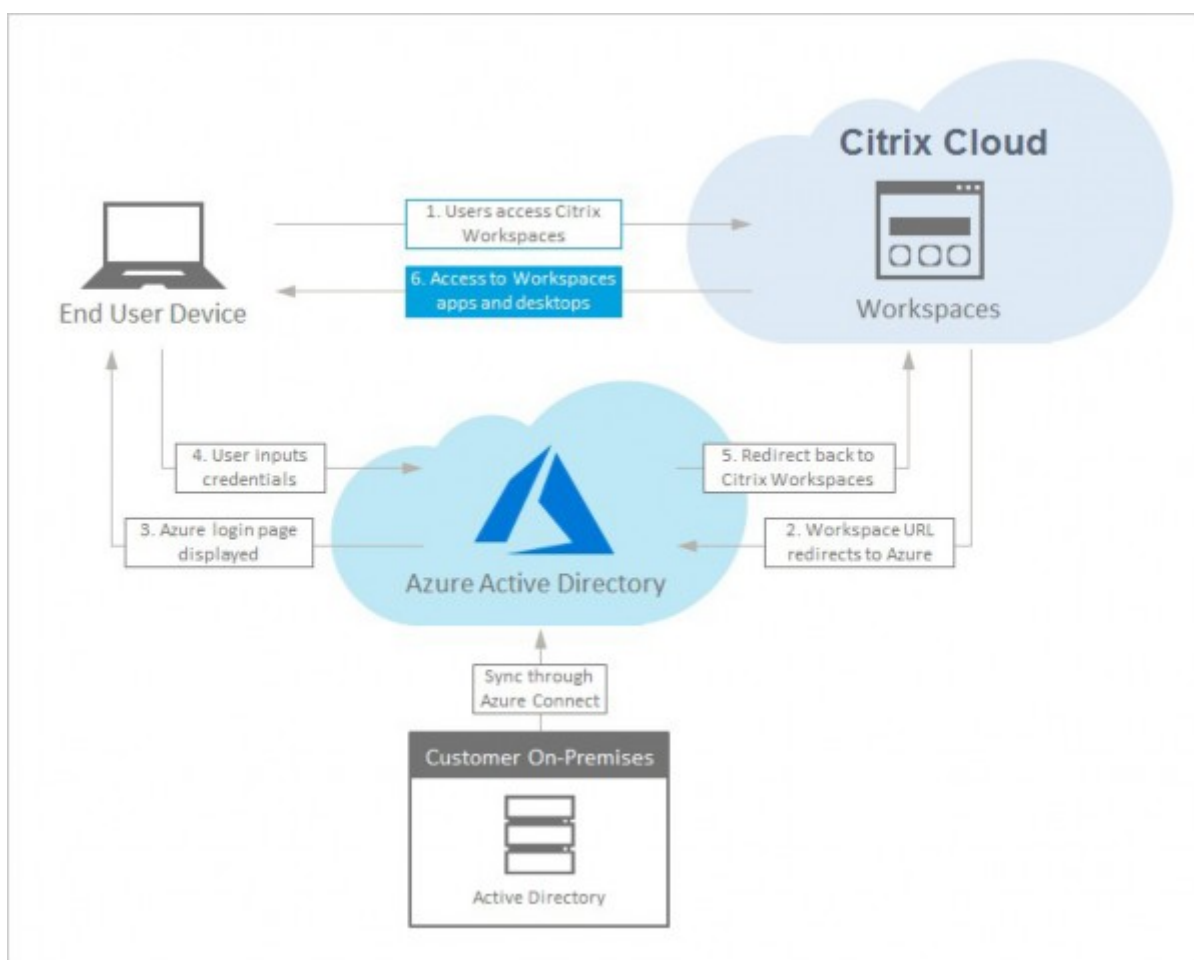 Citrix Cloud
1. Users access Citrix
Workspaces
6. Access to Workspaces
apps and desktops
End User Device
Workspaces
4. User inputs
credentials
5. Redirect back to
Citrix Workspaces
3. Azure login page
displayed
2. Workspace URL
redirects to Azure
Azure Active Directory
Sync through
Azure Connect
Customer On-Premises
Active Directory